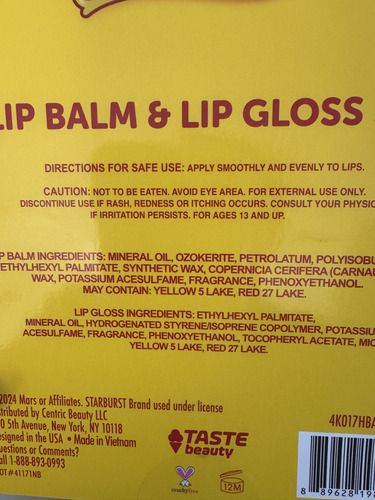 LIP BALM & LIP GLOSS
DIRECTIONS FOR SAFE USE: APPLY SMOOTHLY AND EVENLY TO LIPS.
CAUTION: NOT TO BE EATEN. AVOID EYE AREA. FOR EXTERNAL USE ONLY.
DISCONTINUE USE IF RASH, REDNESS OR ITCHING OCCURS. CONSULT YOUR PHYSIC
IF IRRITATION PERSISTS. FOR AGES 13 AND UP.
P BALM INGREDIENTS: MINERAL OIL, OZOKERITE, PETROLATUM, POLYISOBU
ETHYLHEXYL PALMITATE, SYNTHETIC WAX, COPERNICIA CERIFERA (CARNAU
WAX, POTASSIUM ACESULFAME, FRAGRANCE, PHENOXYETHANOL.
MAY CONTAIN: YELLOW 5 LAKE, RED 27 LAKE.
LIP GLOSS INGREDIENTS: ETHYLHEXYL PALMITATE,
MINERAL OIL, HYDROGENATED STYRENE/ISOPRENE COPOLYMER, POTASSIU
ACESULFAME, FRAGRANCE, PHENOXYETHANOL, TOCOPHERYL ACETATE, MIC
YELLOW 5 LAKE, RED 27 LAKE.
2024 Mars or Affiliates. STARBURST Brand used under license
tributed by Centric Beauty LLC
0 5th Avenue, New York, NY 10118
esigned in the USA • Made in Vietnam
uestions or Comments?
all 1-888-893-0993
OT#41171NB
TASTE
beauty
crueltyfree
12M
4K017HBA
8 89628 19